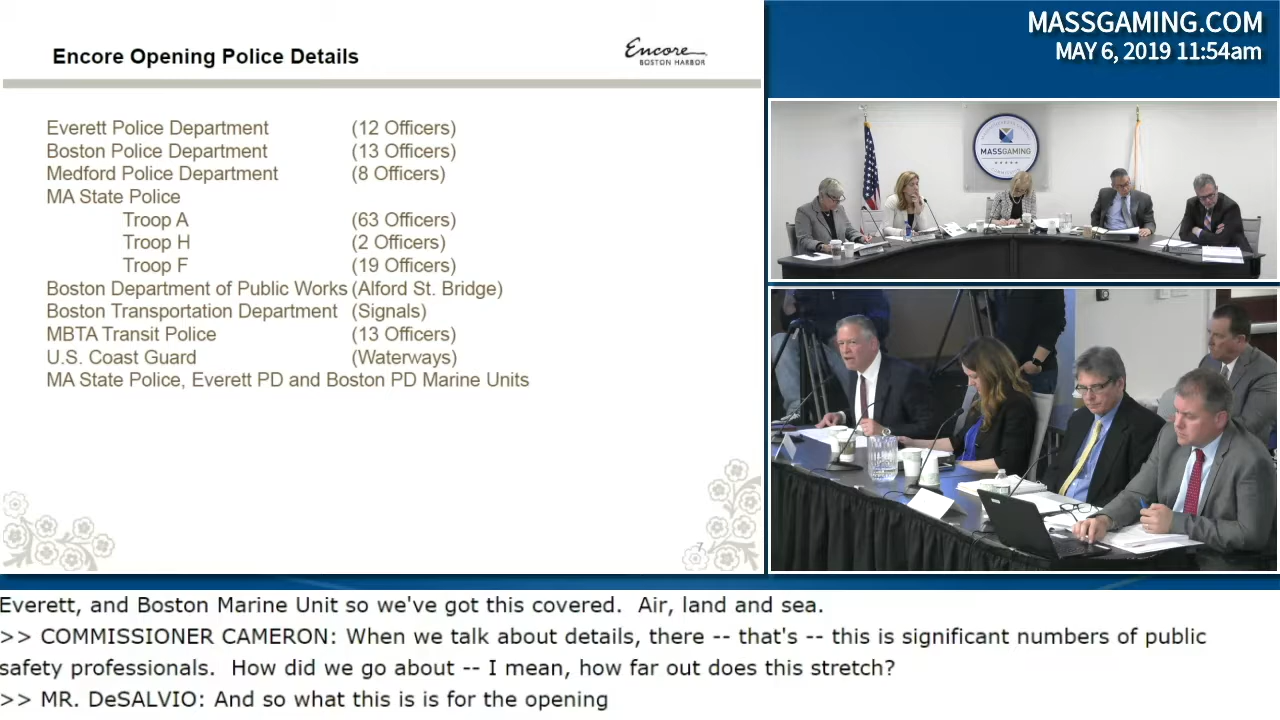 Encore Opening Police Details
Encore
BOSTON HARBOR
Everett Police Department (12 Officers)
Boston Police Department (13 Officers)
Medford Police Department (8 Officers)
MA State Police
Troop A (63 Officers)
Troop H (2 Officers)
Troop F (19 Officers)
Boston Department of Public Works (Alford St. Bridge)
Boston Transportation Department (Signals)
MBTA Transit Police (13 Officers)
U.S. Coast Guard (Waterways)
MA State Police, Everett PD and Boston PD Marine Units
7
MASSGAMING.COM
MAY 6, 2019 11:54am
MASSGAMING
Everett, and Boston Marine Unit so we've got this covered.  Air, land and sea.
>> COMMISSIONER CAMERON: When we talk about details, there -- that's -- this is significant numbers of public
safety professionals.  How did we go about -- I mean, how far out does this stretch?
>> MR. DeSALVIO: And so what this is is for the opening